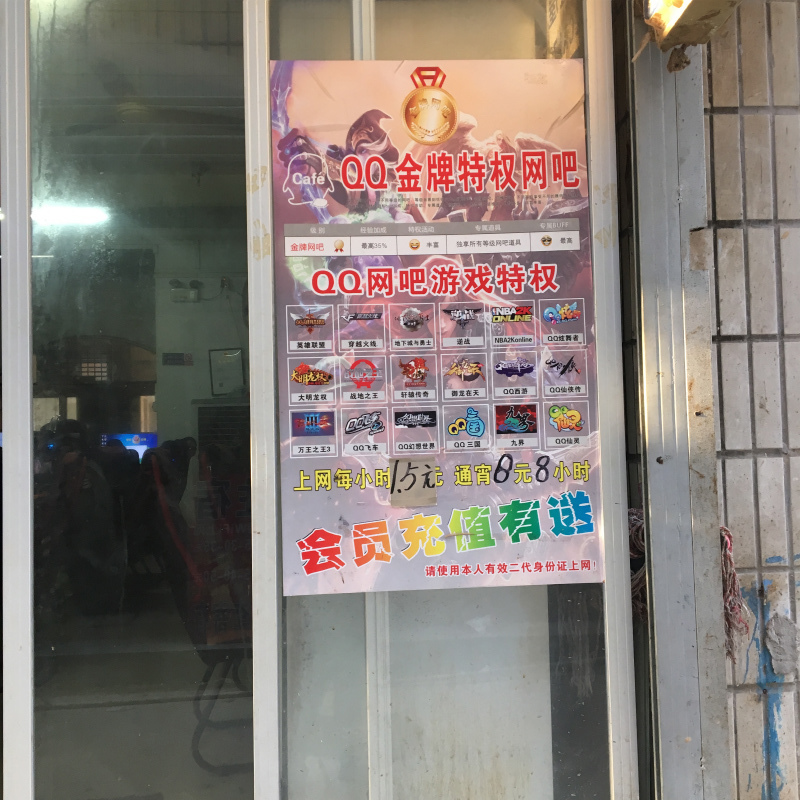 Café
QQ金牌特权网吧
级别 经验加成 特权活动 专属道具 专属BUFF
金牌网吧 最高35% 丰富 独享所有等级网吧道具 最高
QQ网吧游戏特权
英雄联盟 穿越火线 地下城与勇士 逆战 NBA2Konline QQ炫舞者
大明龙权 战地之王 轩辕传奇 御龙在天 QQ西游 QQ仙侠传
万王之王3 QQ飞车 QQ幻想世界 QQ三国 九界 QQ仙灵
上网每小时1.5元 通宵8元8小时
会员充值有送
请使用本人有效二代身份证上网!